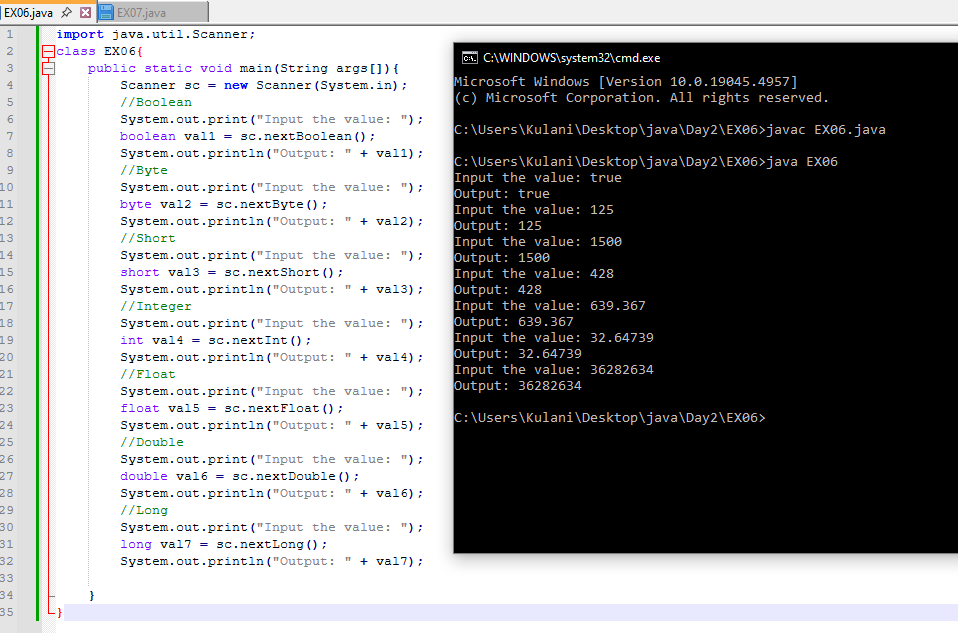 EX06.java EX07.java
1 import java.util.Scanner;
2 class EX06{
3 public static void main(String args[]){
4 Scanner sc = new Scanner(System.in);
5 //Boolean
6 System.out.print("Input the value: ");
7 boolean val1 = sc.nextBoolean();
8 System.out.println("Output: " + val1);
9 //Byte
10 System.out.print("Input the value: ");
11 byte val2 = sc.nextByte();
12 System.out.println("Output: " + val2);
13 //Short
14 System.out.print("Input the value: ");
15 short val3 = sc.nextShort();
16 System.out.println("Output: " + val3);
17 //Integer
18 System.out.print("Input the value: ");
19 int val4 = sc.nextInt();
20 System.out.println("Output: " + val4);
21 //Float
22 System.out.print("Input the value: ");
23 float val5 = sc.nextFloat();
24 System.out.println("Output: " + val5);
25 //Double
26 System.out.print("Input the value: ");
27 double val6 = sc.nextDouble();
28 System.out.println("Output: " + val6);
29 //Long
30 System.out.print("Input the value: ");
31 long val7 = sc.nextLong();
32 System.out.println("Output: " + val7);
33
34 }
35 }
C:\WINDOWS\system32\cmd.exe
Microsoft Windows [Version 10.0.19045.4957]
(c) Microsoft Corporation. All rights reserved.
C:\Users\Kulani\Desktop\java\Day2\EX06>javac EX06.java
C:\Users\Kulani\Desktop\java\Day2\EX06>java EX06
Input the value: true
Output: true
Input the value: 125
Output: 125
Input the value: 1500
Output: 1500
Input the value: 428
Output: 428
Input the value: 639.367
Output: 639.367
Input the value: 32.64739
Output: 32.64739
Input the value: 36282634
Output: 36282634
C:\Users\Kulani\Desktop\java\Day2\EX06>